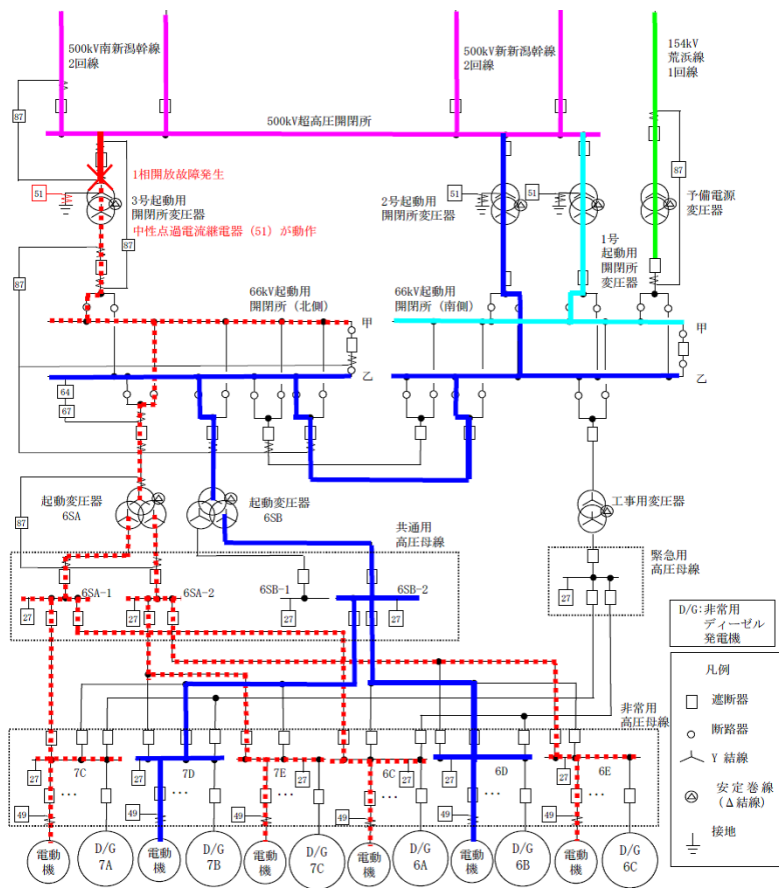 500kV南新潟幹線
2回線
500kV新新潟幹線
2回線
154kV
荒浜線
1回線
87
500kV超高圧開閉所
87
1相開放故障発生
51
3号起動用
開閉所変圧器
中性点過電流継電器 (51) が動作
87
51
2号起動用
開閉所変圧器
51
1号
起動用
開閉所
変圧器
予備電源
変圧器
87
66kV起動用
開閉所 (北側)
66kV起動用
開閉所 (南側)
甲
甲
乙
乙
64
67
起動変圧器
6SA
起動変圧器
6SB
工事用変圧器
87
共通用
高圧母線
緊急用
高圧母線
6SA-1
6SA-2
6SB-1
6SB-2
27
27
27
27
27
D/G:非常用
ディーゼル
発電機
凡例
遮断器
断路器
Y 結線
安定巻線
(Δ結線)
接地
非常用
高圧母線
7C
7D
7E
6C
6D
6E
27
27
27
27
27
27
…
…
…
…
…
…
49
49
49
49
49
49
電動
機
D/G
7A
電動
機
D/G
7B
電動
機
D/G
7C
電動
機
D/G
6A
電動
機
D/G
6B
電動
機
D/G
6C